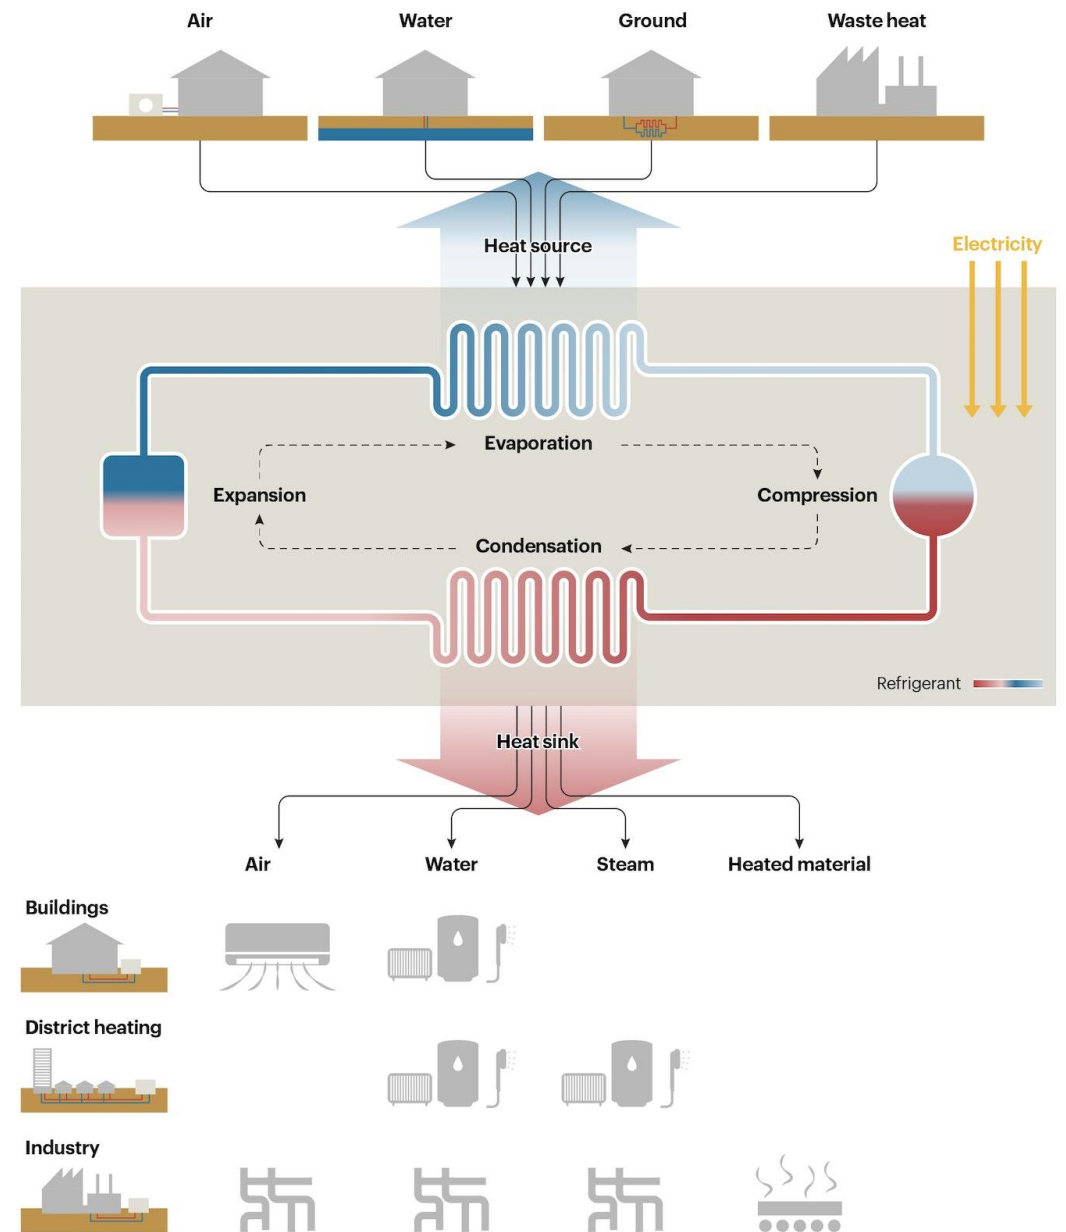 Air
Water
Ground
Waste heat
Heat source
Electricity
Evaporation
Expansion
Compression
Condensation
Refrigerant
Heat sink
Air
Water
Steam
Heated material
Buildings
District heating
Industry